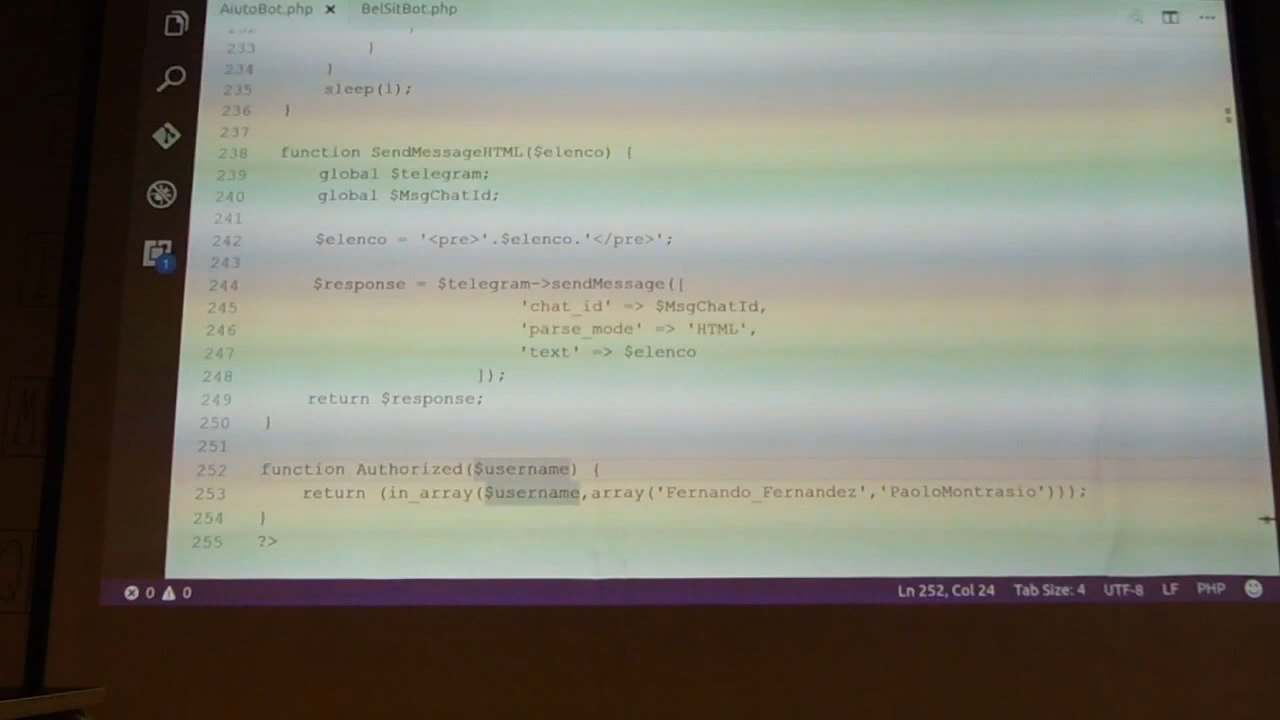 AiutoBot.php × BelSitBot.php
233 }
234 }
235 sleep(1);
236 }
237
238 function SendMessageHTML($elenco) {
239 global $telegram;
240 global $MsgChatId;
241
242 $elenco = '<pre>'.$elenco.'</pre>';
243
244 $response = $telegram->sendMessage([
245 'chat_id' => $MsgChatId,
246 'parse_mode' => 'HTML',
247 'text' => $elenco
248 ]);
249 return $response;
250 }
251
252 function Authorized($username) {
253 return (in_array($username,array('Fernando_Fernandez','PaoloMontrasio')));
254 }
255 ?>
1
0 0 Ln 252, Col 24 Tab Size: 4 UTF-8 LF PHP